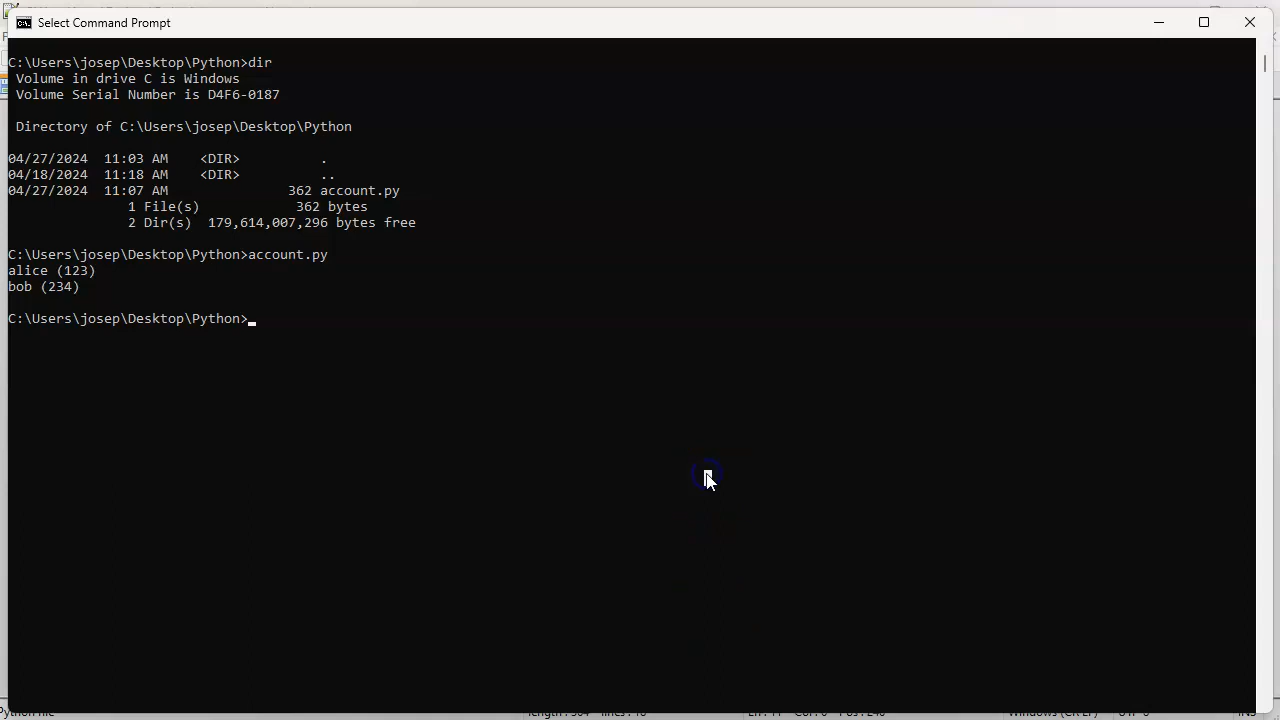 Select Command Prompt
C:\Users\josep\Desktop\Python>dir
Volume in drive C is Windows
Volume Serial Number is D4F6-0187
Directory of C:\Users\josep\Desktop\Python
04/27/2024 11:03 AM <DIR> .
04/18/2024 11:18 AM <DIR> ..
04/27/2024 11:07 AM 362 account.py
1 File(s) 362 bytes
2 Dir(s) 179,614,007,296 bytes free
C:\Users\josep\Desktop\Python>account.py
alice (123)
bob (234)
C:\Users\josep\Desktop\Python>